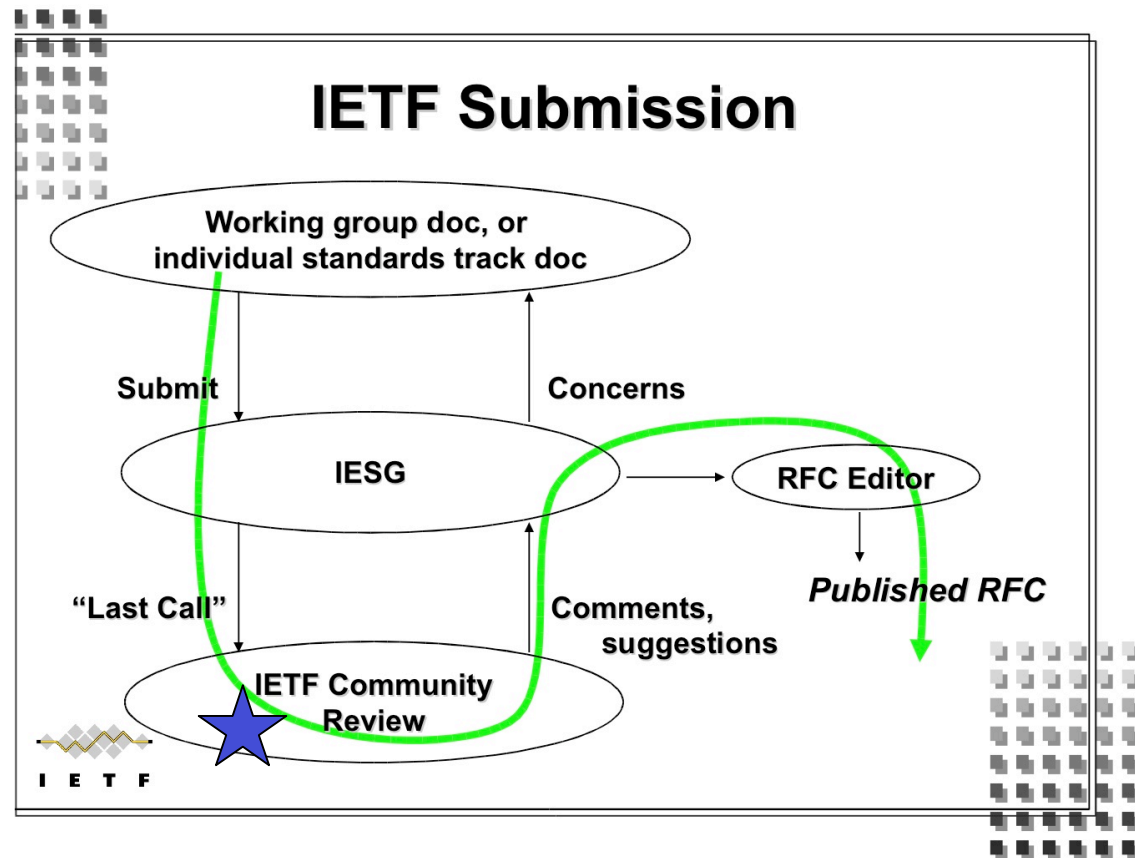 IETF Submission
Working group doc, or
individual standards track doc
Submit
Concerns
IESG
RFC Editor
Published RFC
“Last Call”
Comments,
suggestions
IETF Community
Review
I E T F